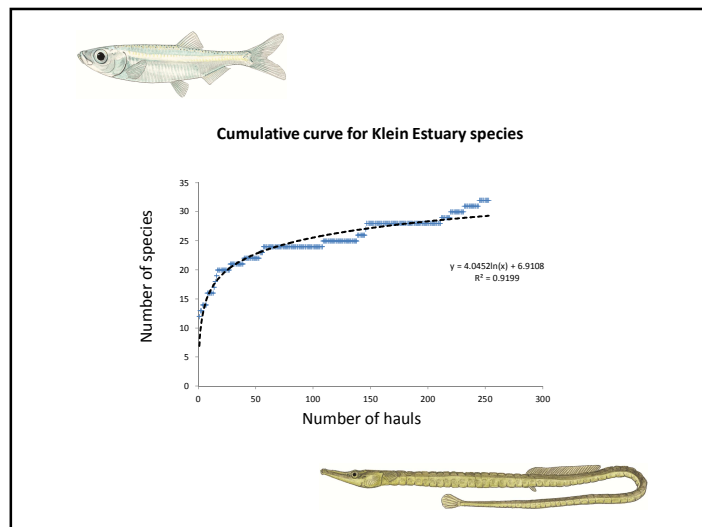 Cumulative curve for Klein Estuary species
Number of species
35
30
25
20
15
10
5
0
y = 4.0452ln(x) + 6.9108
R² = 0.9199
0 50 100 150 200 250 300
Number of hauls